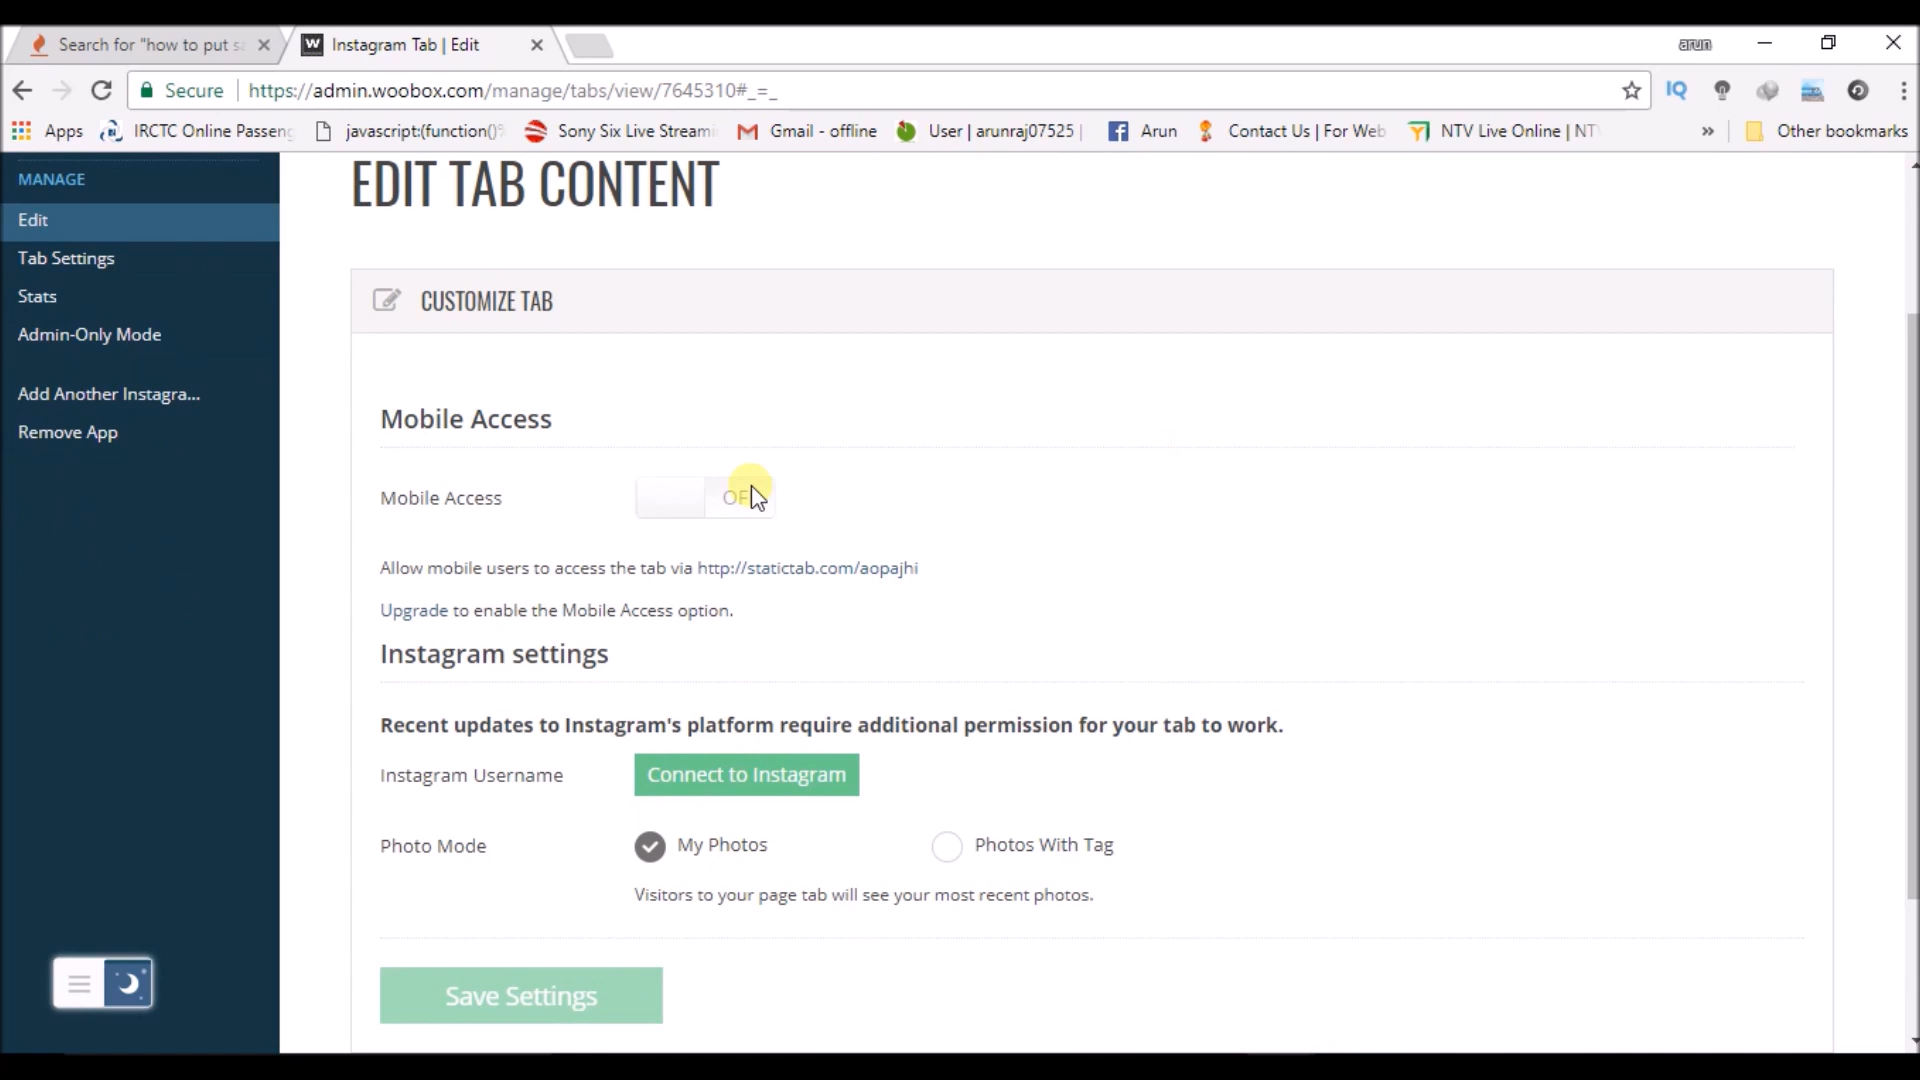 Search for "how to put sa
Instagram Tab | Edit
arun
Secure
https://admin.woobox.com/manage/tabs/view/7645310#_=_
IQ
Apps
IRCTC Online Passeng
javascript:(function()
Sony Six Live Streami
Gmail - offline
User | arunraj07525 |
Arun
Contact Us | For Web
NTV Live Online | NT
»
Other bookmarks
MANAGE
Edit
Tab Settings
Stats
Admin-Only Mode
Add Another Instagra...
Remove App
EDIT TAB CONTENT
CUSTOMIZE TAB
Mobile Access
Mobile Access
Allow mobile users to access the tab via http://statictab.com/aopajhi
Upgrade to enable the Mobile Access option.
Instagram settings
Recent updates to Instagram's platform require additional permission for your tab to work.
Instagram Username
Connect to Instagram
Photo Mode
My Photos
Photos With Tag
Visitors to your page tab will see your most recent photos.
Save Settings